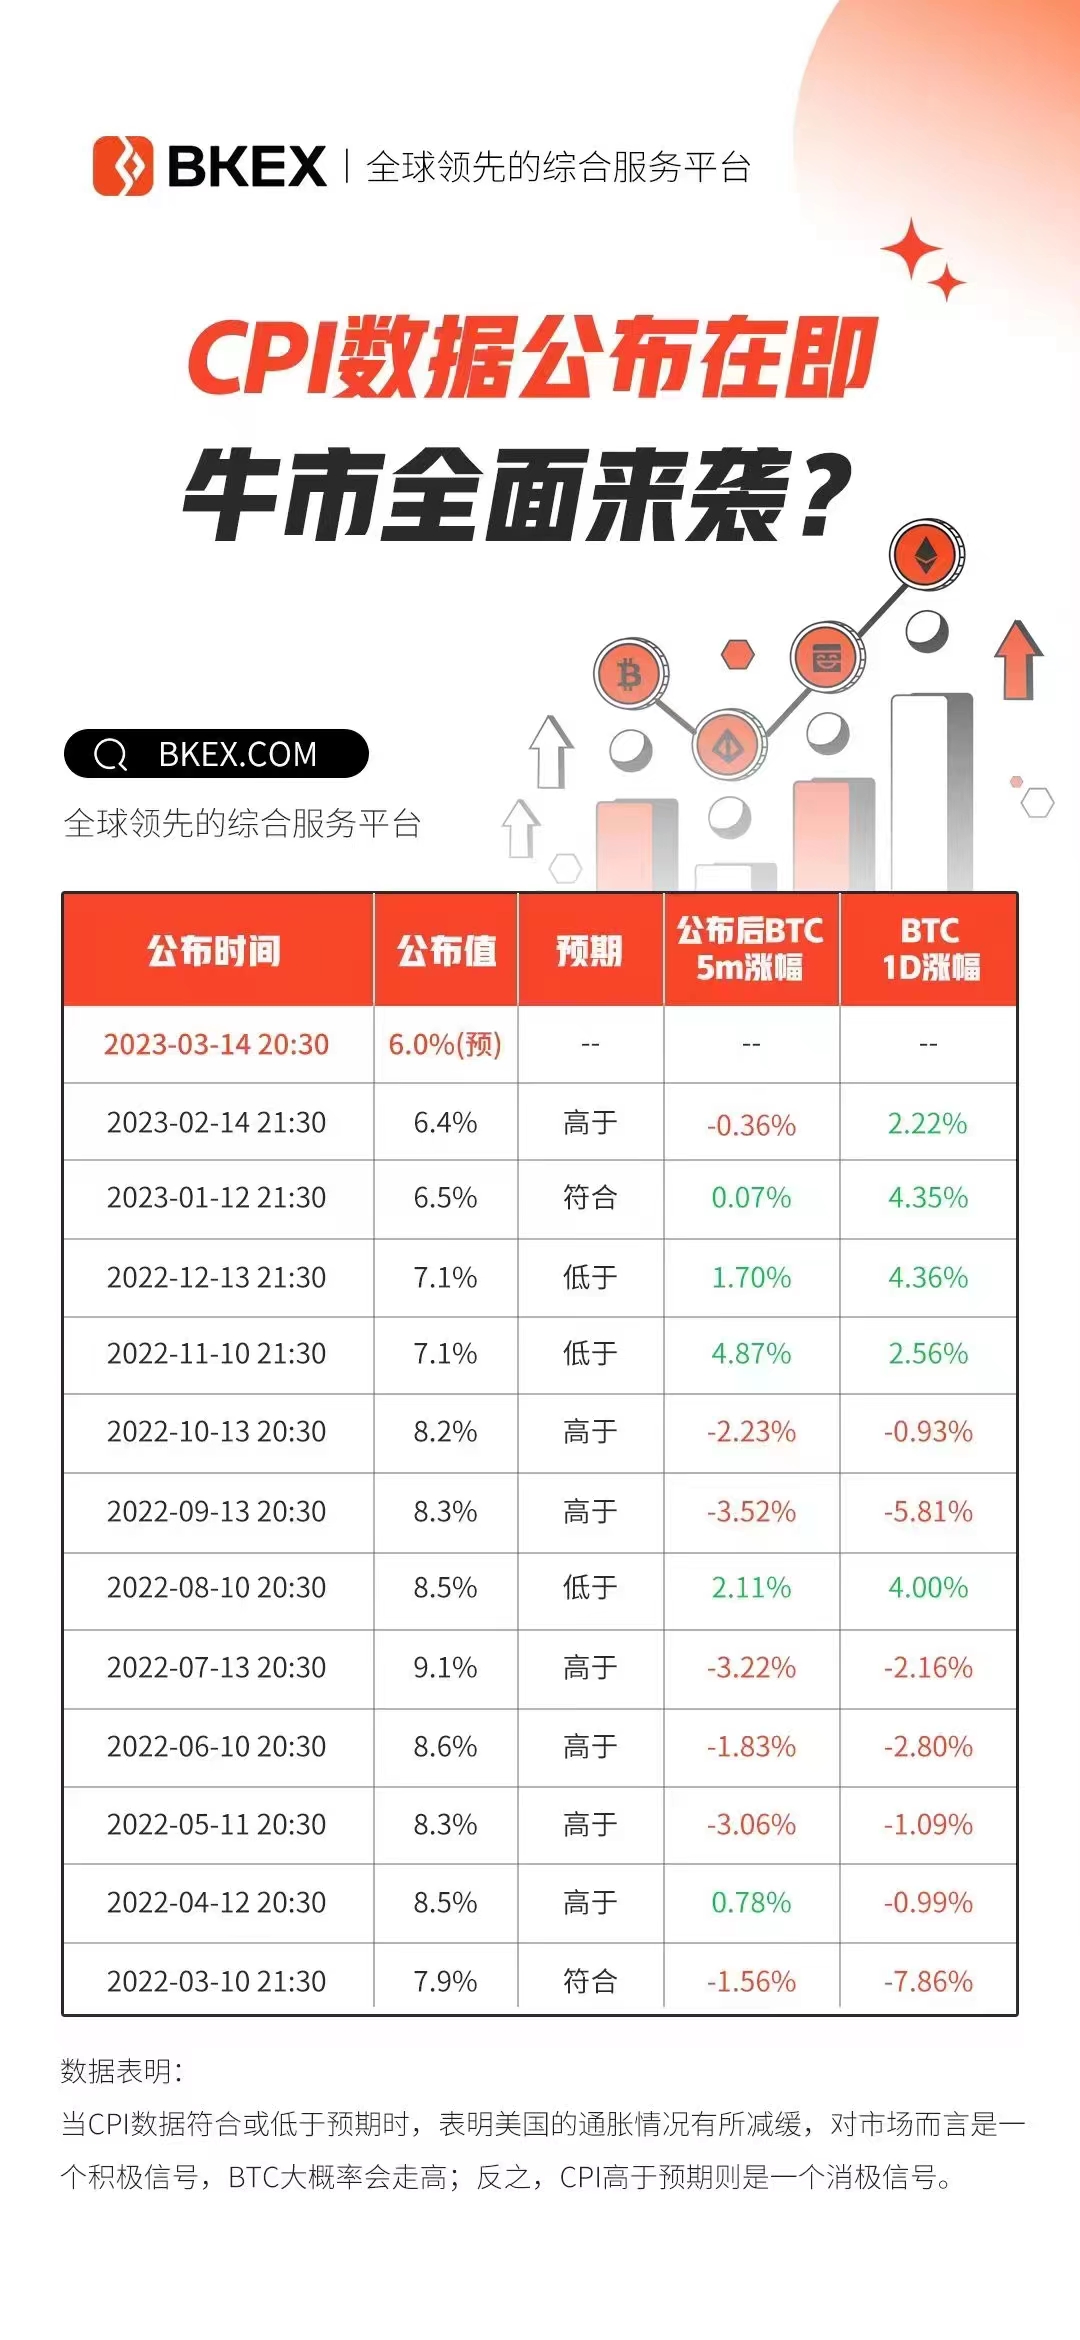 BKEX | 全球领先的综合服务平台
CPI数据公布在即
牛市全面来袭?
BKEX.COM
全球领先的综合服务平台
公布时间 公布值 预期 公布后BTC 5m涨幅 BTC 1D涨幅
2023-03-14 20:30 6.0%(预) -- -- --
2023-02-14 21:30 6.4% 高于 -0.36% 2.22%
2023-01-12 21:30 6.5% 符合 0.07% 4.35%
2022-12-13 21:30 7.1% 低于 1.70% 4.36%
2022-11-10 21:30 7.1% 低于 4.87% 2.56%
2022-10-13 20:30 8.2% 高于 -2.23% -0.93%
2022-09-13 20:30 8.3% 高于 -3.52% -5.81%
2022-08-10 20:30 8.5% 低于 2.11% 4.00%
2022-07-13 20:30 9.1% 高于 -3.22% -2.16%
2022-06-10 20:30 8.6% 高于 -1.83% -2.80%
2022-05-11 20:30 8.3% 高于 -3.06% -1.09%
2022-04-12 20:30 8.5% 高于 0.78% -0.99%
2022-03-10 21:30 7.9% 符合 -1.56% -7.86%
数据表明：
当CPI数据符合或低于预期时，表明美国的通胀情况有所减缓，对市场而言是一
个积极信号，BTC大概率会走高；反之，CPI高于预期则是一个消极信号。